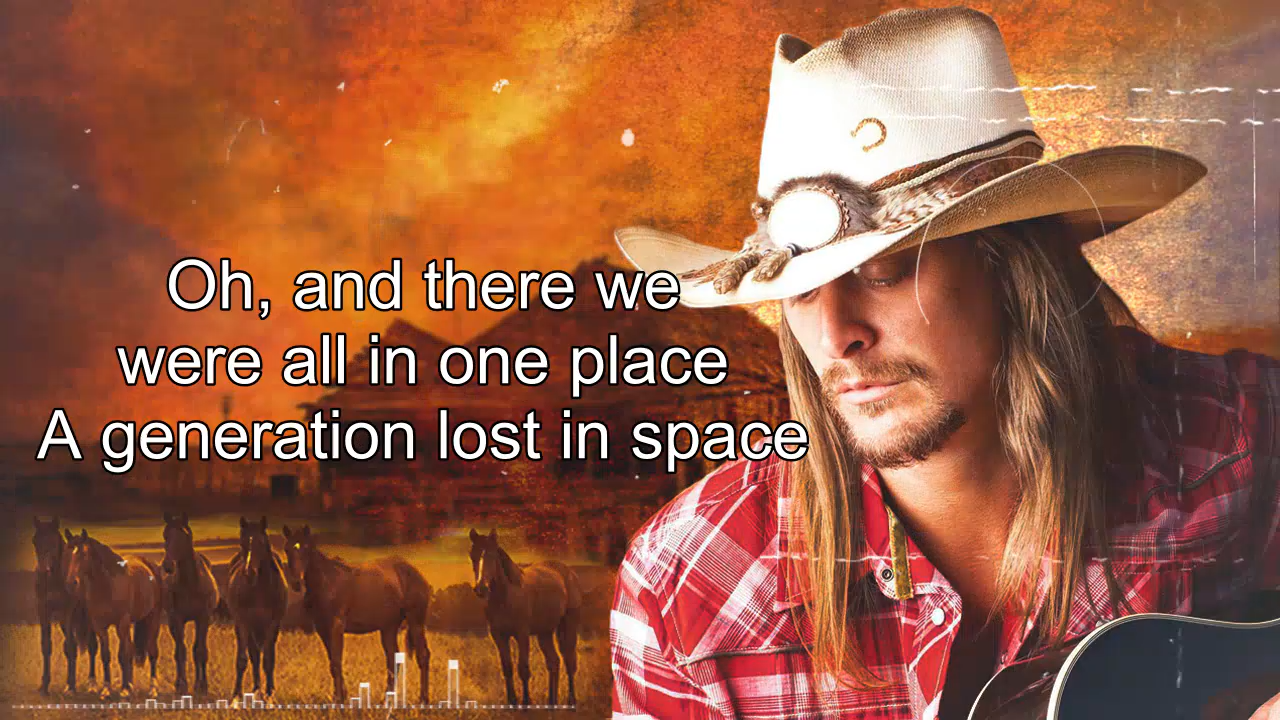 Oh, and there we
were all in one place
A generation lost in space